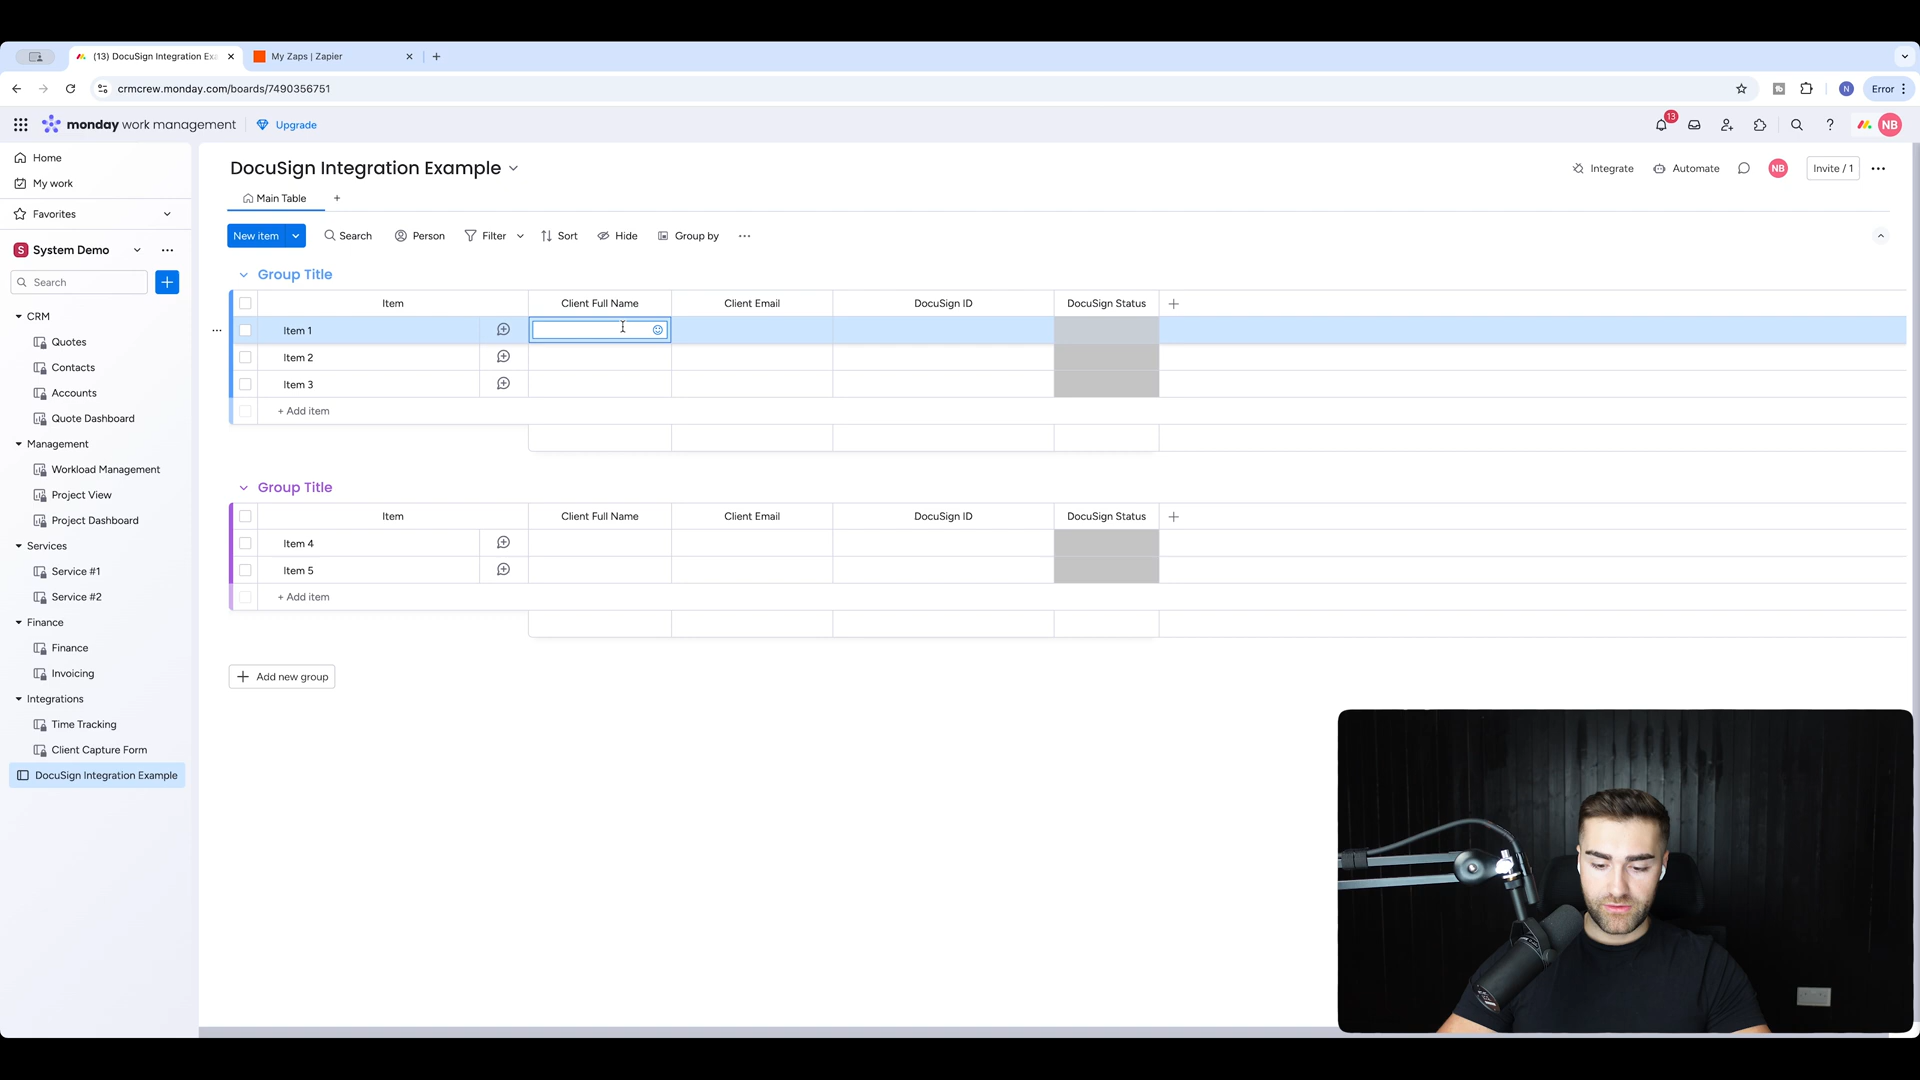 (13) DocuSign Integration Exa
My Zaps | Zapier
crmcrew.monday.com/boards/7490356751
N
Error
monday work management
Upgrade
13
NB
Home
My work
Favorites
S System Demo
Search
CRM
Quotes
Contacts
Accounts
Quote Dashboard
Management
Workload Management
Project View
Project Dashboard
Services
Service #1
Service #2
Finance
Finance
Invoicing
Integrations
Time Tracking
Client Capture Form
DocuSign Integration Example
DocuSign Integration Example
Integrate
Automate
NB
Invite / 1
Main Table
New item
Search
Person
Filter
Sort
Hide
Group by
Group Title
Item Client Full Name Client Email DocuSign ID DocuSign Status
Item 1
Item 2
Item 3
+ Add item
Group Title
Item Client Full Name Client Email DocuSign ID DocuSign Status
Item 4
Item 5
+ Add item
Add new group